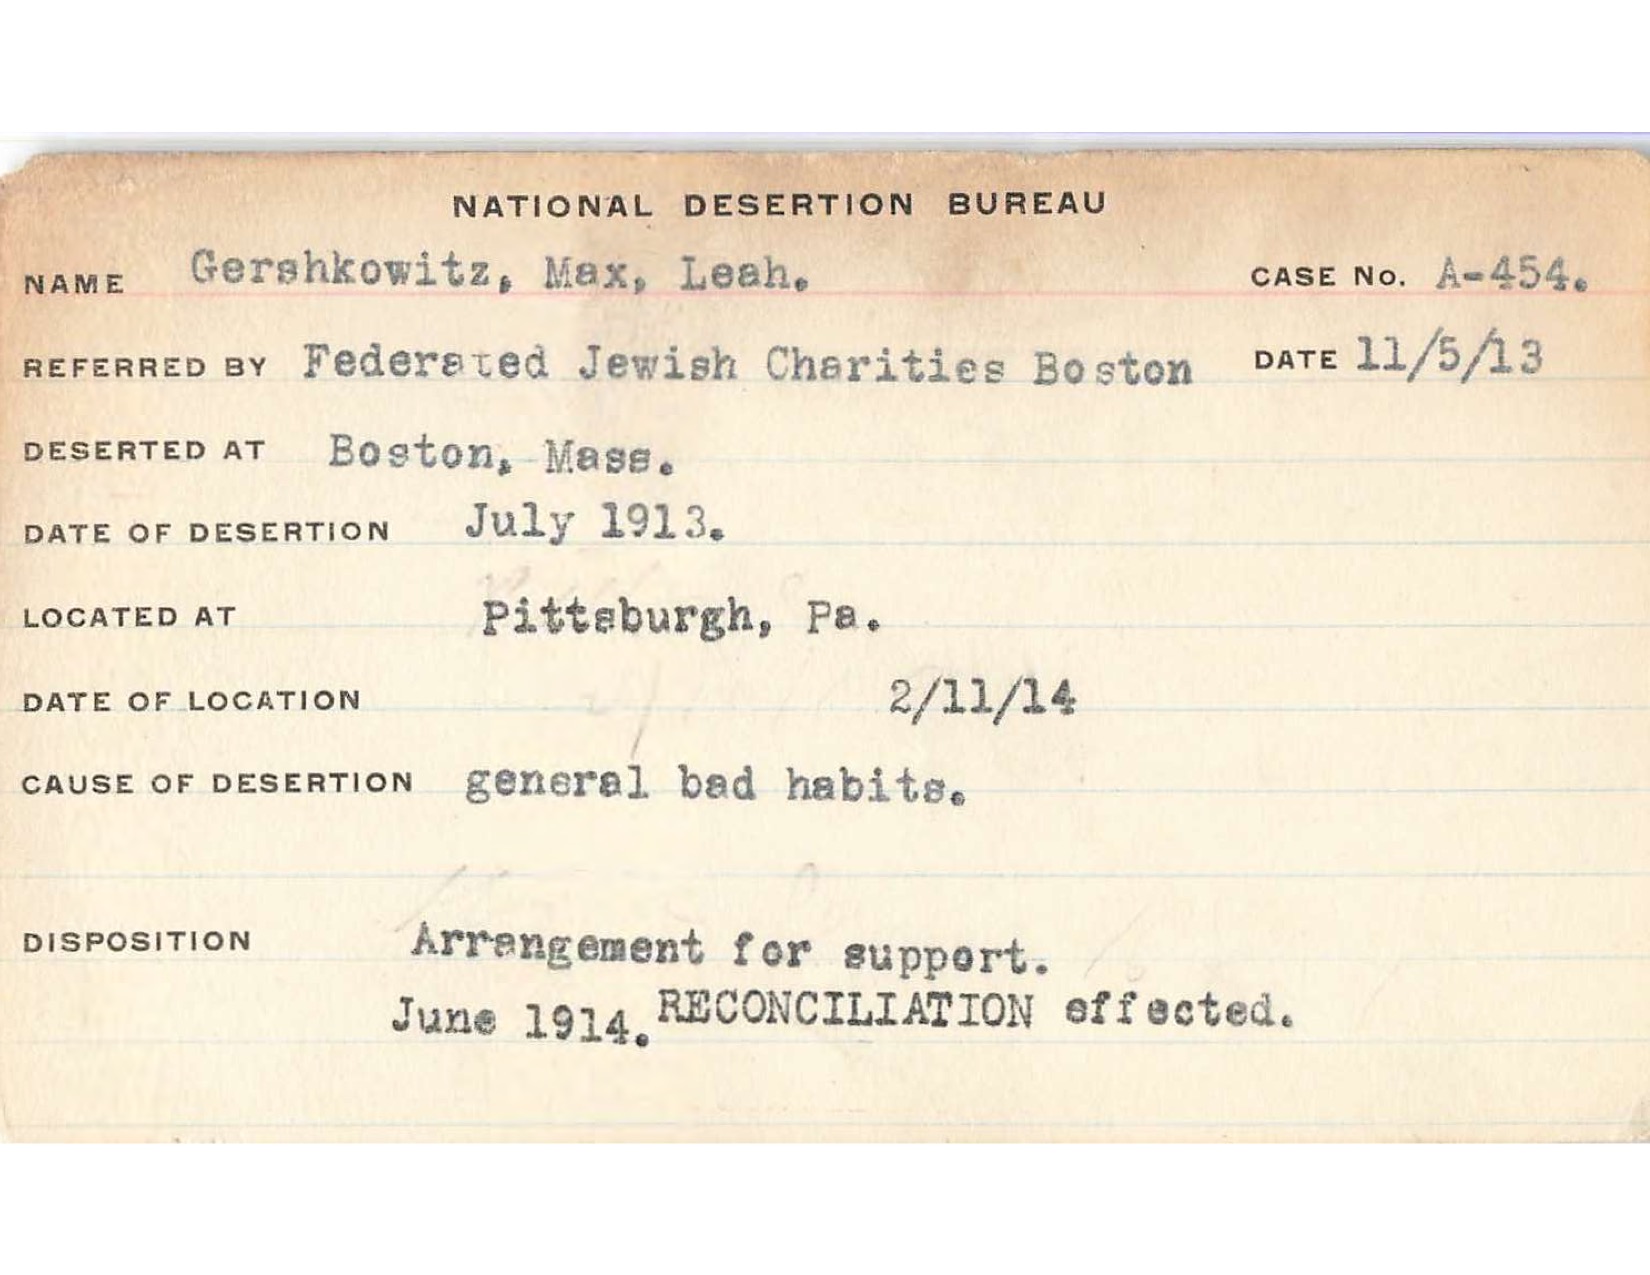 NATIONAL DESERTION BUREAU
NAME Gershkowitz, Max, Leah. CASE No. A-454.
REFERRED BY Federated Jewish Charities Boston DATE 11/5/13
DESERTED AT Boston, Mass.
DATE OF DESERTION July 1913.
LOCATED AT Pittsburgh, Pa.
DATE OF LOCATION 2/11/14
CAUSE OF DESERTION general bad habits.
DISPOSITION Arrangement for support.
June 1914. RECONCILIATION effected.